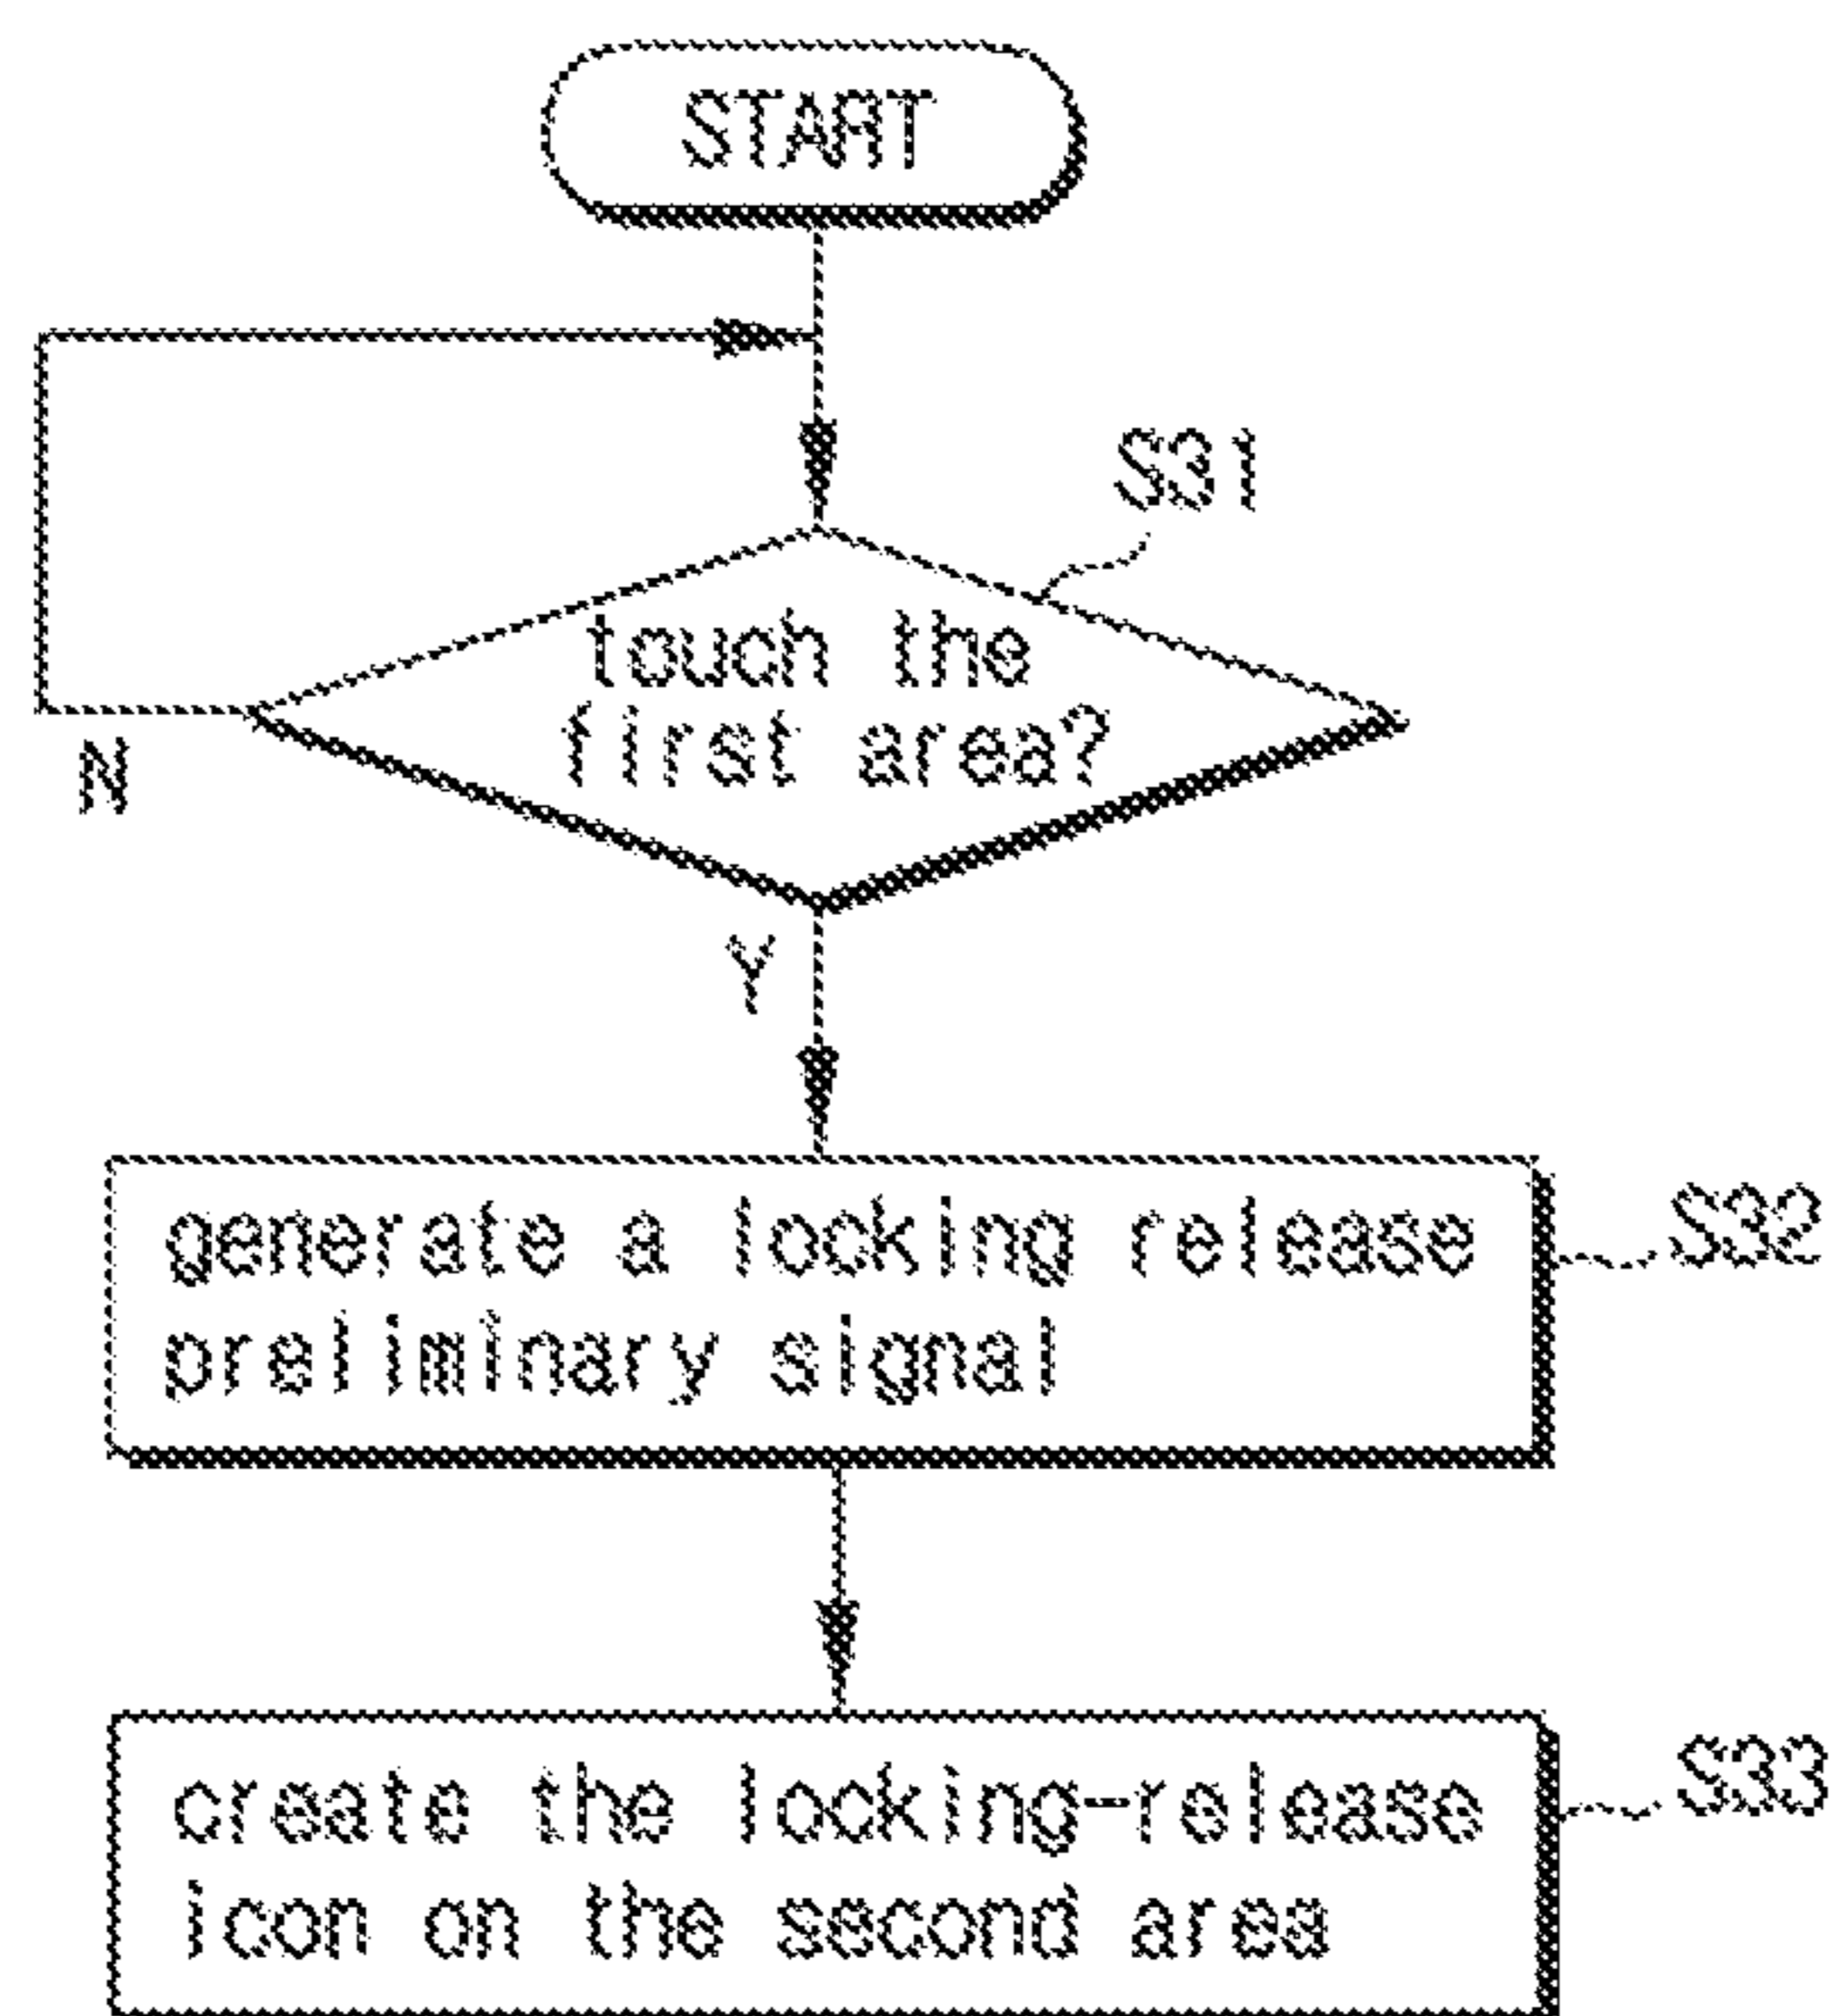 START
S31
touch the
first area?
N
Y
generate a locking release
preliminary signal
S32
create the locking-release
icon on the second area
S33